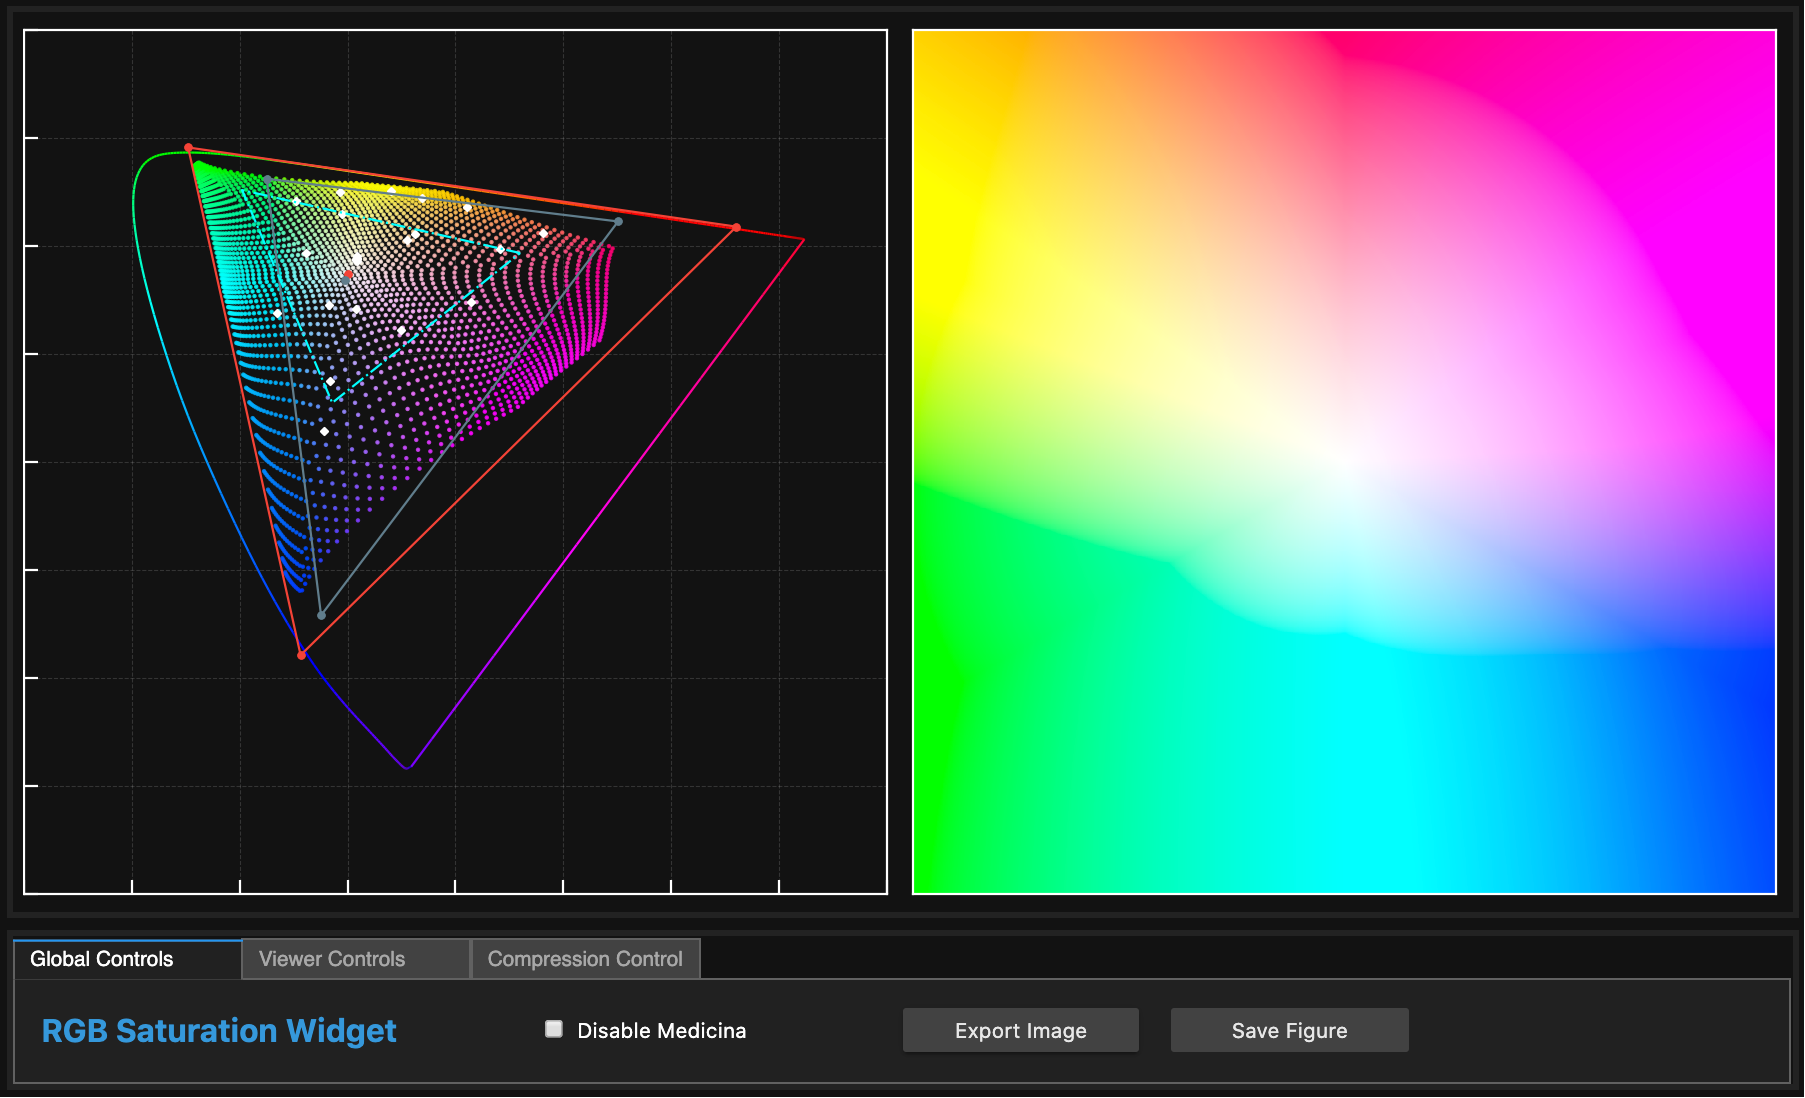 Global Controls
Viewer Controls
Compression Control
RGB Saturation Widget
Disable Medicina
Export Image
Save Figure